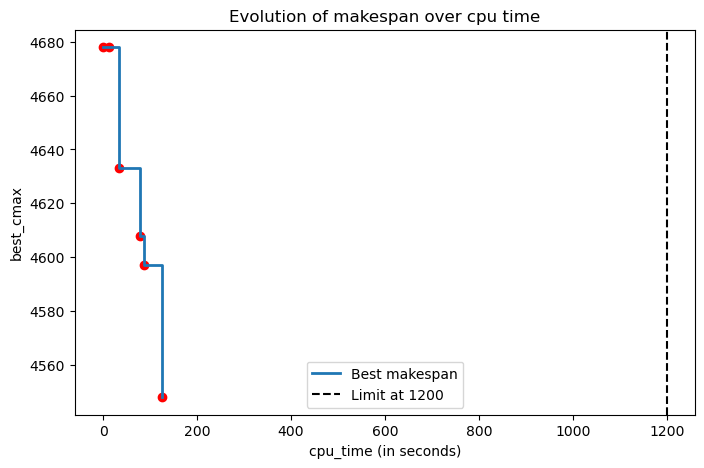 Evolution of makespan over cpu time
best_cmax
4680
4660
4640
4620
4600
4580
4560
Best makespan
Limit at 1200
0
200
400
600
800
1000
1200
cpu_time (in seconds)